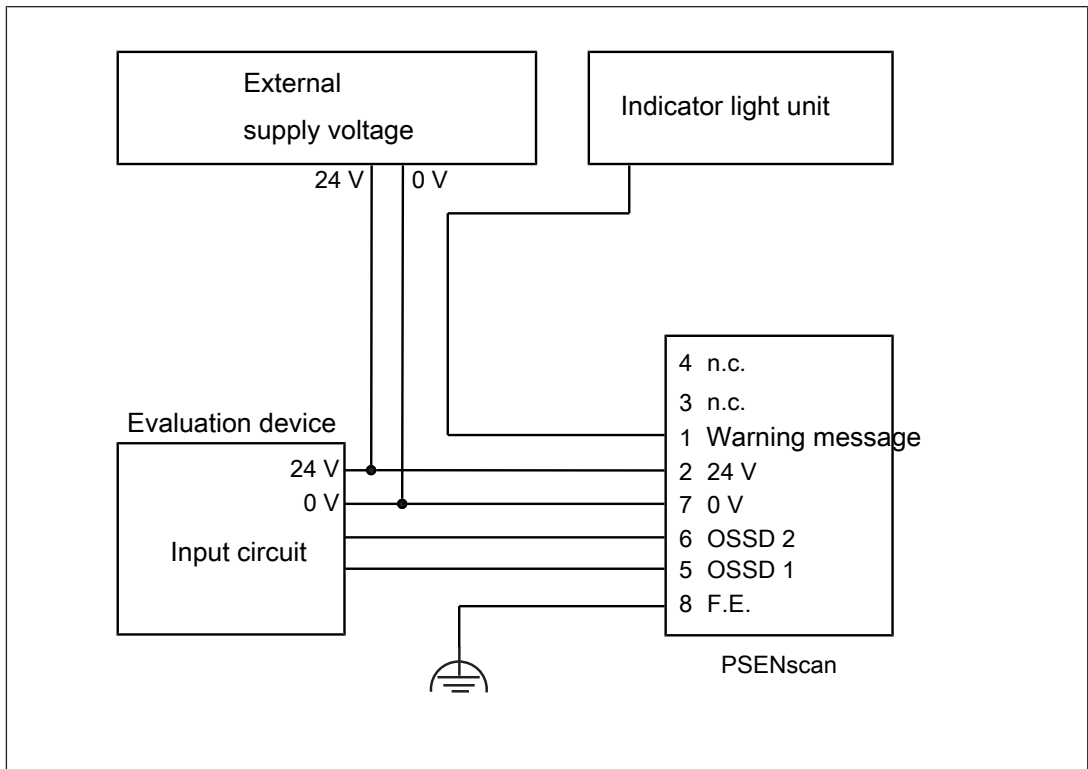 External
supply voltage
Indicator light unit
24 V
0 V
4 n.c.
3 n.c.
1 Warning message
2 24 V
7 0 V
6 OSSD 2
5 OSSD 1
8 F.E.
PSENscan
Evaluation device
24 V
0 V
Input circuit